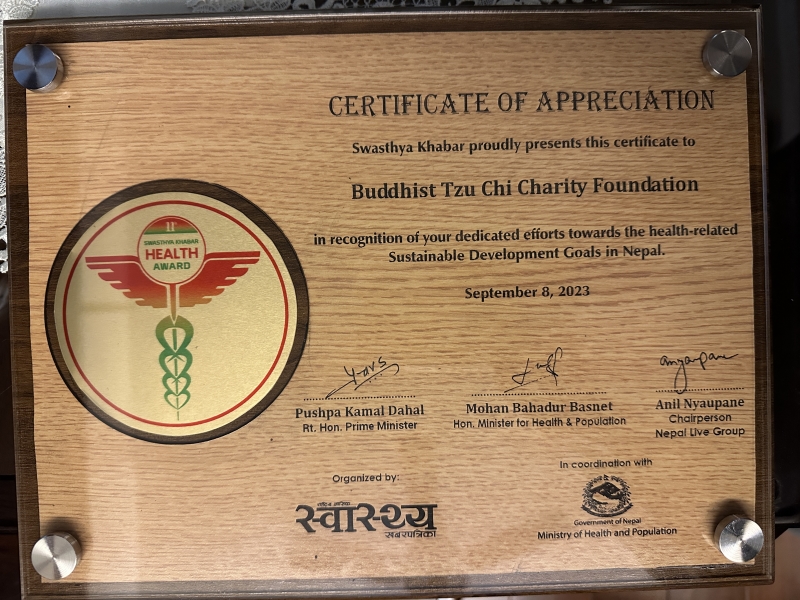 CERTIFICATE OF APPRECIATION
Swasthya Khabar proudly presents this certificate to
Buddhist Tzu Chi Charity Foundation
in recognition of your dedicated efforts towards the health-related
Sustainable Development Goals in Nepal.
September 8, 2023
SWASTHYA KHABAR
HEALTH
AWARD
Pushpa Kamal Dahal
Rt. Hon. Prime Minister
Mohan Bahadur Basnet
Hon. Minister for Health & Population
Anil Nyaupane
Chairperson
Nepal Live Group
Organized by:
स्वास्थ्य
खबरपत्रिका
In coordination with
Government of Nepal
Ministry of Health and Population